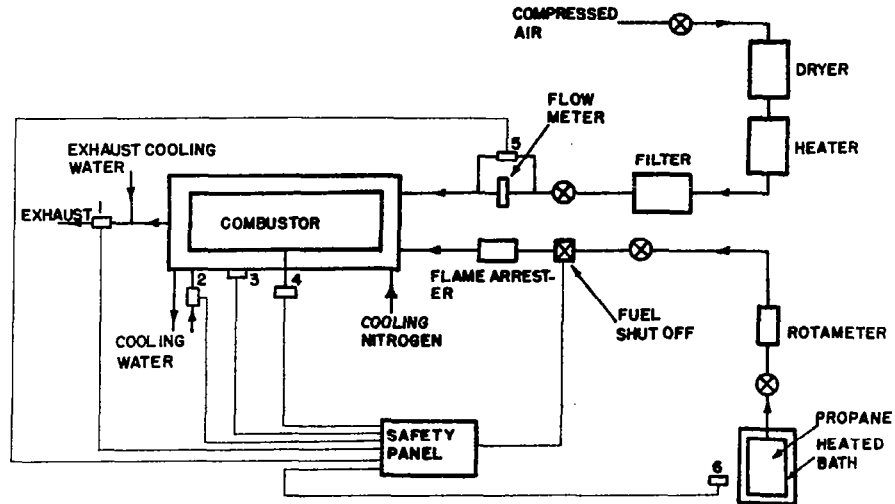 COMPRESSED
AIR
DRYER
FLOW
METER
5
HEATER
EXHAUST COOLING
WATER
FILTER
EXHAUST
1
COMBUSTOR
2
3
4
FLAME ARREST-
ER
FUEL
SHUT OFF
COOLING
NITROGEN
ROTAMETER
COOLING
WATER
SAFETY
PANEL
6
PROPANE
HEATED
BATH